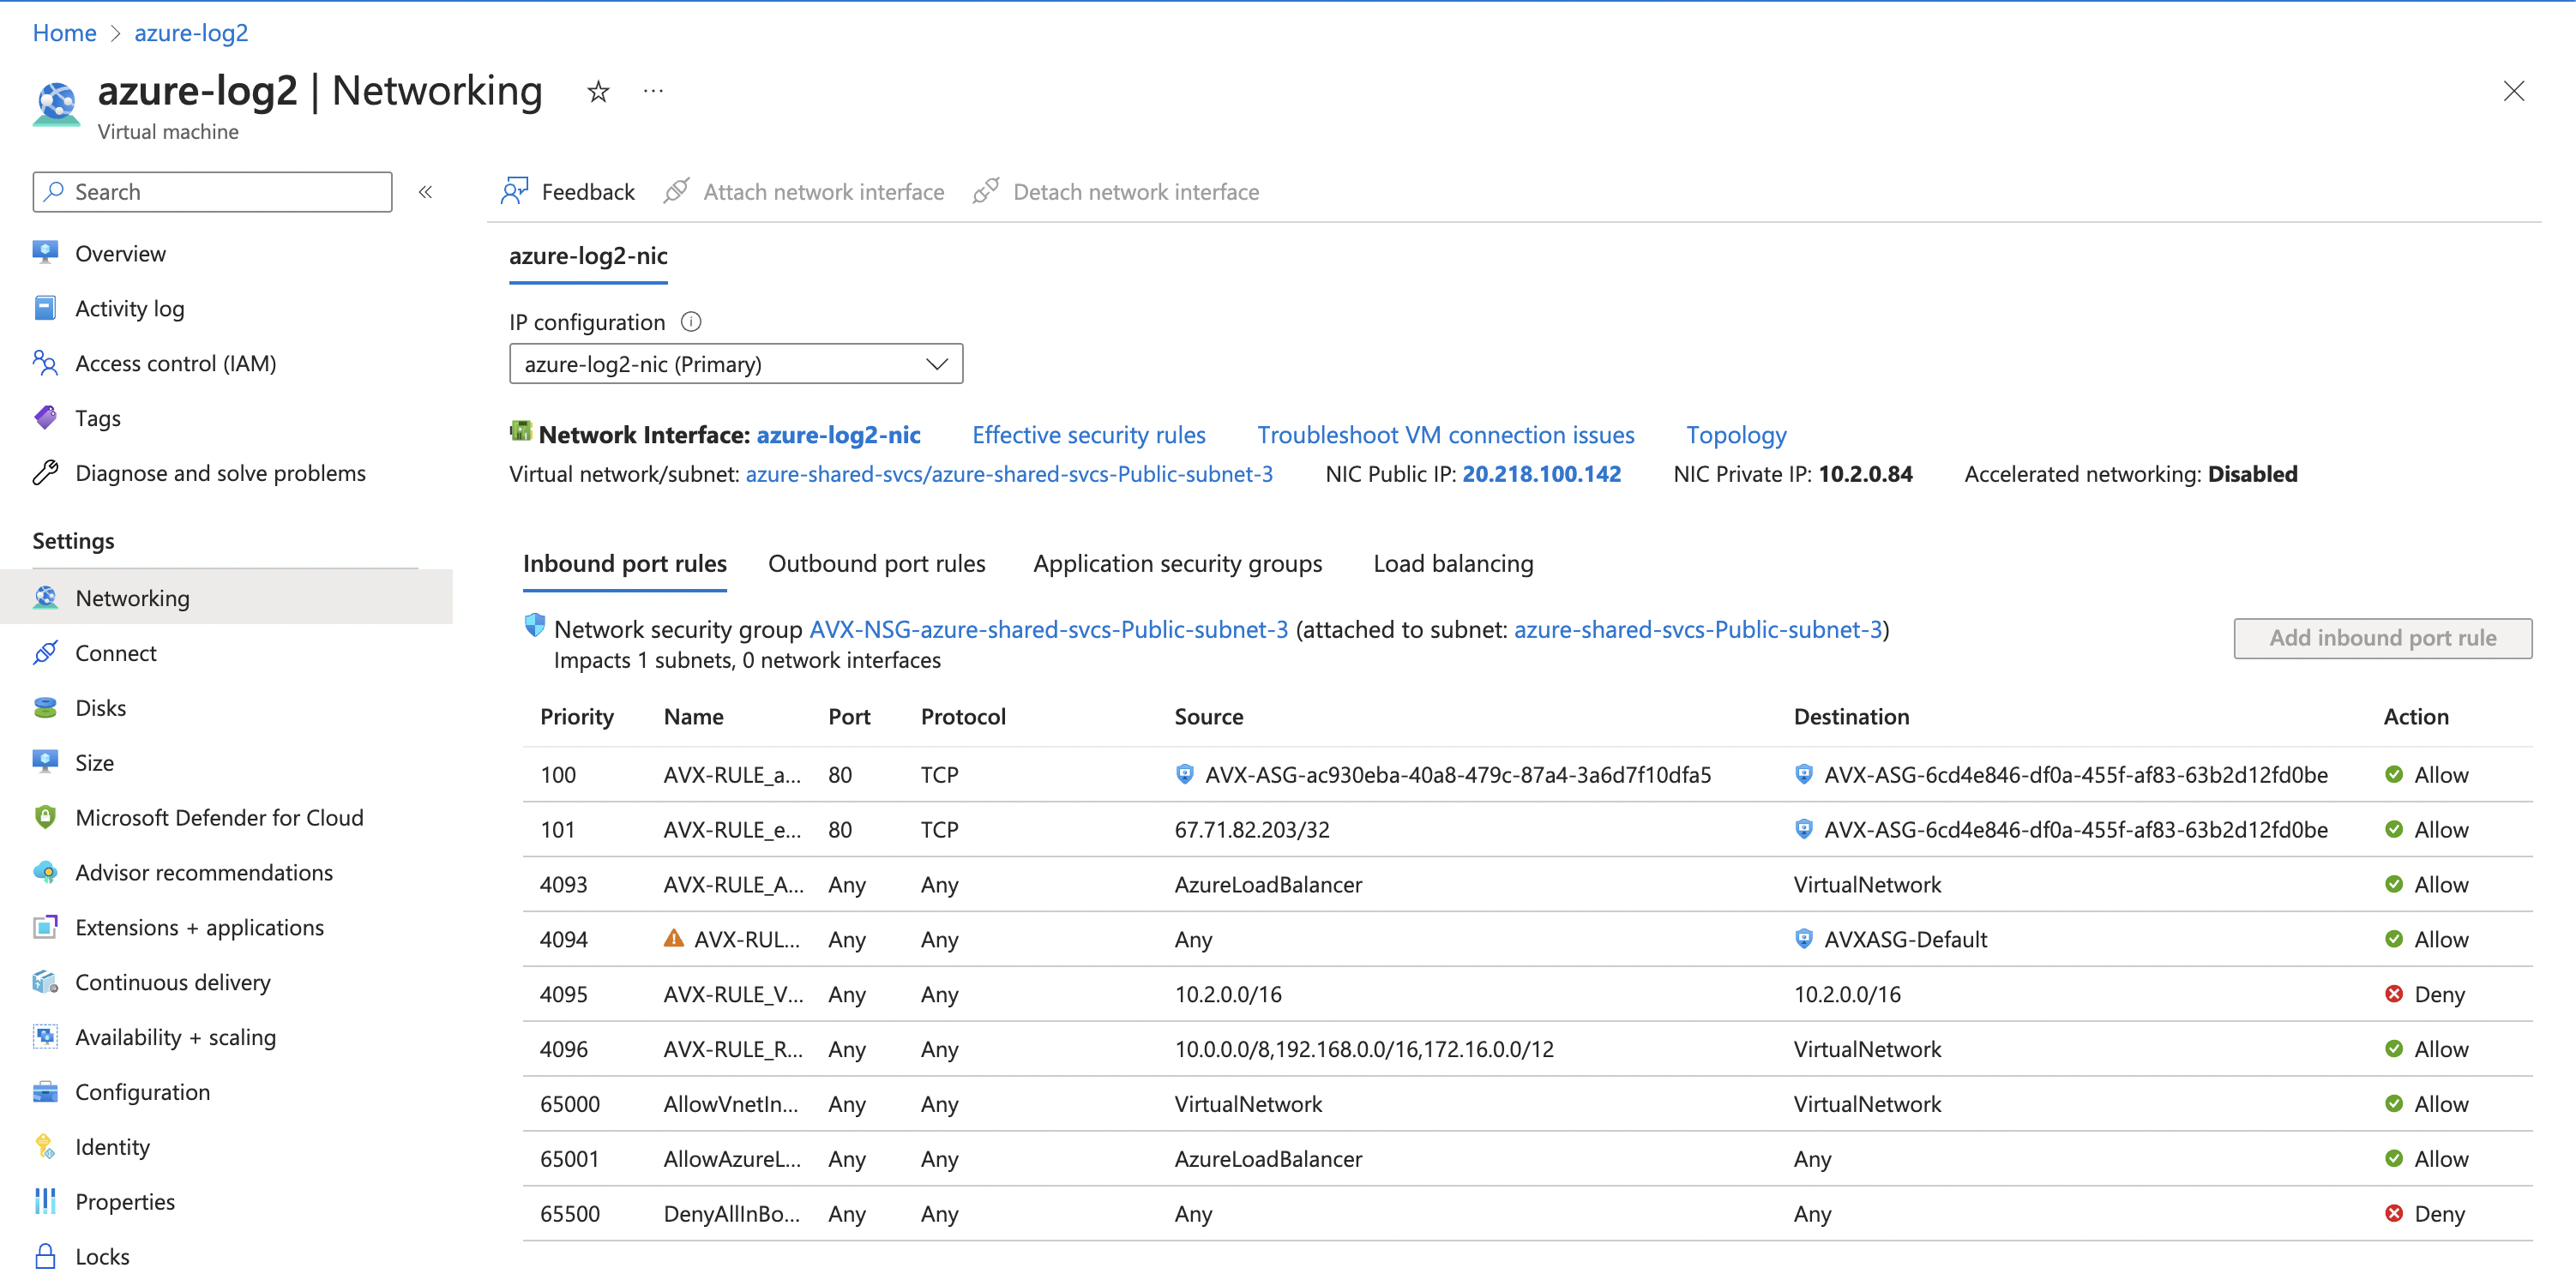 Home > azure-log2
azure-log2 | Networking ☆ ...
Virtual machine
Search «
Overview
Activity log
Access control (IAM)
Tags
Diagnose and solve problems
Settings
Networking
Connect
Disks
Size
Microsoft Defender for Cloud
Advisor recommendations
Extensions + applications
Continuous delivery
Availability + scaling
Configuration
Identity
Properties
Locks
Feedback Attach network interface Detach network interface
azure-log2-nic
IP configuration
azure-log2-nic (Primary)
Network Interface: azure-log2-nic Effective security rules Troubleshoot VM connection issues Topology
Virtual network/subnet: azure-shared-svcs/azure-shared-svcs-Public-subnet-3 NIC Public IP: 20.218.100.142 NIC Private IP: 10.2.0.84 Accelerated networking: Disabled
Inbound port rules Outbound port rules Application security groups Load balancing
Network security group AVX-NSG-azure-shared-svcs-Public-subnet-3 (attached to subnet: azure-shared-svcs-Public-subnet-3)
Impacts 1 subnets, 0 network interfaces
Add inbound port rule
Priority Name Port Protocol Source Destination Action
100 AVX-RULE_a... 80 TCP AVX-ASG-ac930eba-40a8-479c-87a4-3a6d7f10dfa5 AVX-ASG-6cd4e846-df0a-455f-af83-63b2d12fd0be Allow
101 AVX-RULE_e... 80 TCP 67.71.82.203/32 AVX-ASG-6cd4e846-df0a-455f-af83-63b2d12fd0be Allow
4093 AVX-RULE_A... Any Any AzureLoadBalancer VirtualNetwork Allow
4094 AVX-RUL... Any Any Any AVXASG-Default Allow
4095 AVX-RULE_V... Any Any 10.2.0.0/16 10.2.0.0/16 Deny
4096 AVX-RULE_R... Any Any 10.0.0.0/8,192.168.0.0/16,172.16.0.0/12 VirtualNetwork Allow
65000 AllowVnetIn... Any Any VirtualNetwork VirtualNetwork Allow
65001 AllowAzureL... Any Any AzureLoadBalancer Any Allow
65500 DenyAllInBo... Any Any Any Any Deny